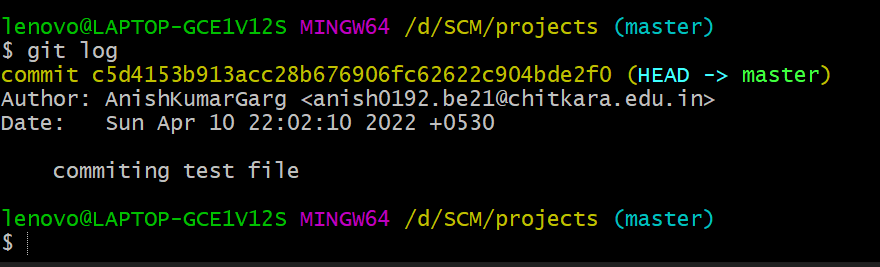 lenovo@LAPTOP-GCE1V12S MINGW64 /d/SCM/projects (master)
$ git log
commit c5d4153b913acc28b676906fc62622c904bde2f0 (HEAD -> master)
Author: AnishKumarGarg <anish0192.be21@chitkara.edu.in>
Date:   Sun Apr 10 22:02:10 2022 +0530
    commiting test file
lenovo@LAPTOP-GCE1V12S MINGW64 /d/SCM/projects (master)
$